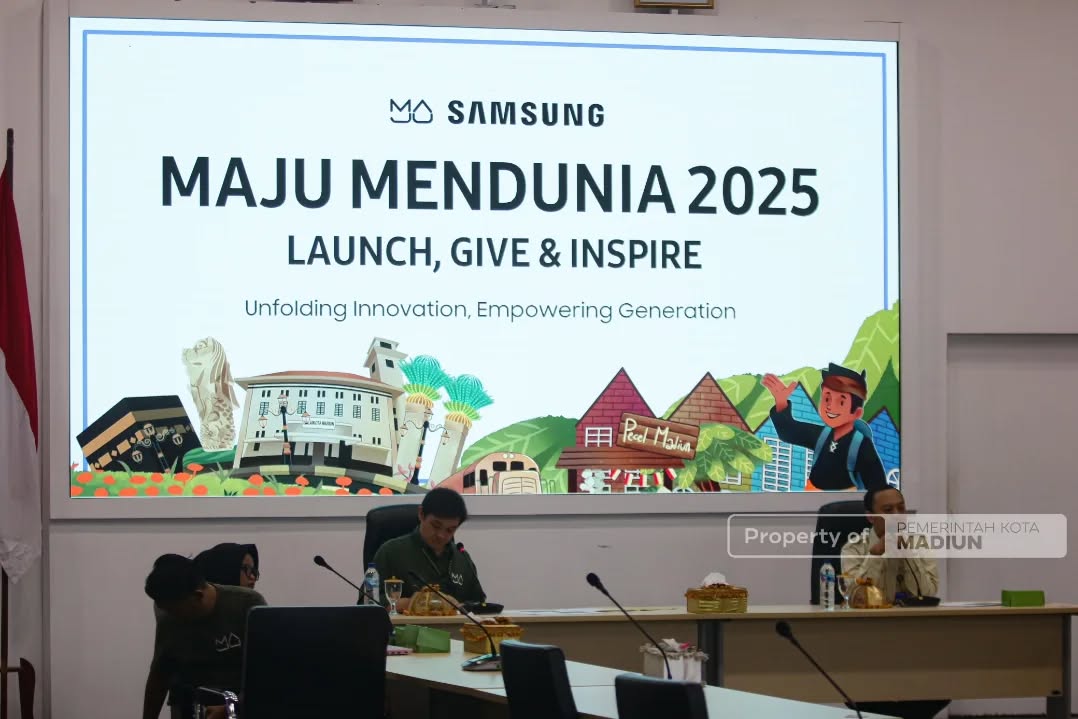 SAMSUNG
MAJU MENDUNIA 2025
LAUNCH, GIVE & INSPIRE
Unfolding Innovation, Empowering Generation
Pecel Madiun
Property of
PEMERINTAH KOTA
MADIUN